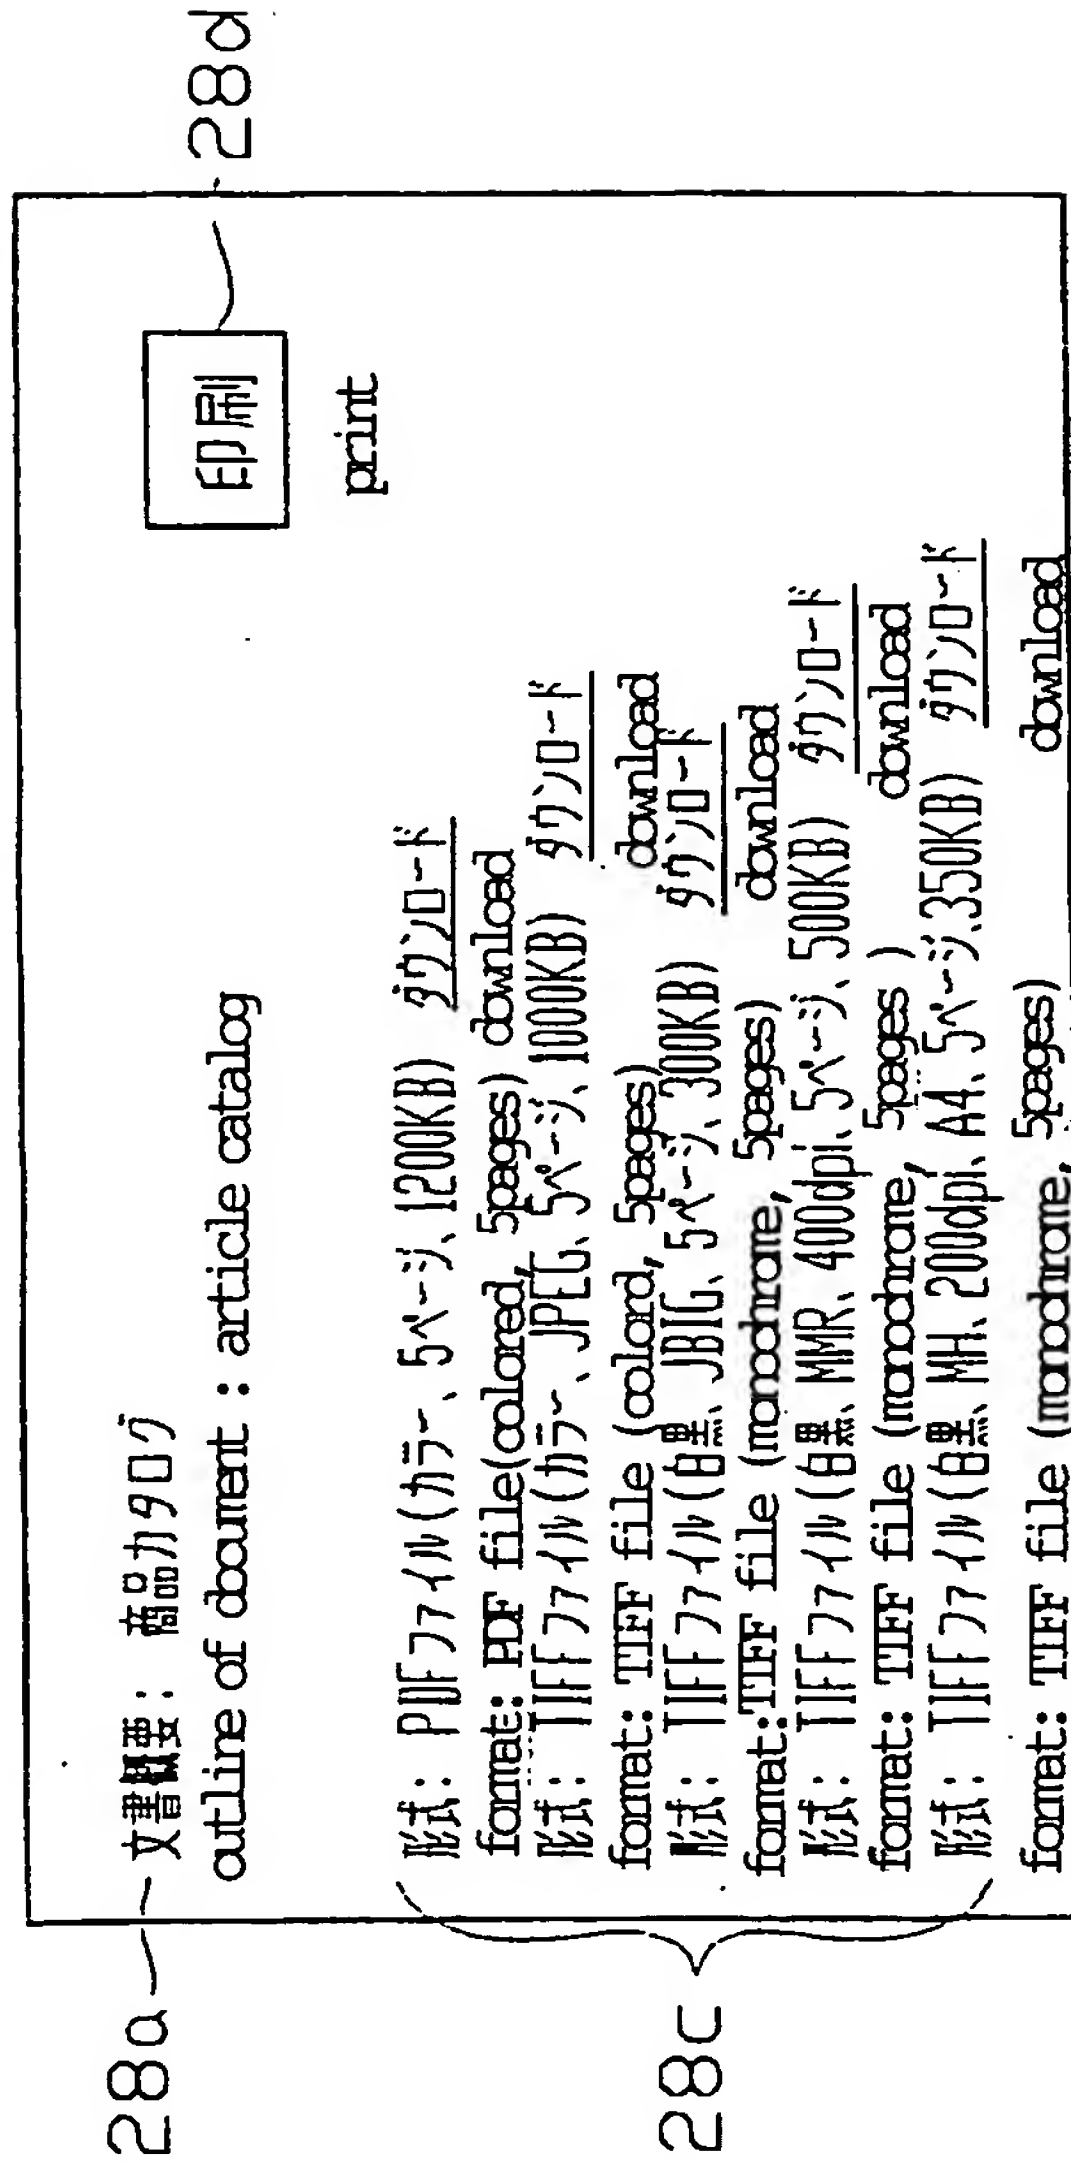 28a
28d
文書概要: 商品カタログ
outline of document : article catalog
印刷
print
28c
形式: PDFファイル(カラー、5ページ、1200KB) ダウンロード
format: PDF file(colored, 5pages) download
形式: TIFFファイル(カラー、JPEG、5ページ、1000KB) ダウンロード
format: TIFF file (colord, 5pages) download
形式: TIFFファイル(白黒、JBIG、5ページ、300KB) ダウンロード
format:TIFF file (monochrome, 5pages) download
形式: TIFFファイル(白黒、MMR、400dpi、5ページ、500KB) ダウンロード
format: TIFF file (monochrome, 5pages ) download
形式: TIFFファイル(白黒、MH、200dpi、A4、5ページ、350KB) ダウンロード
format: TIFF file (monochrome, 5pages) download